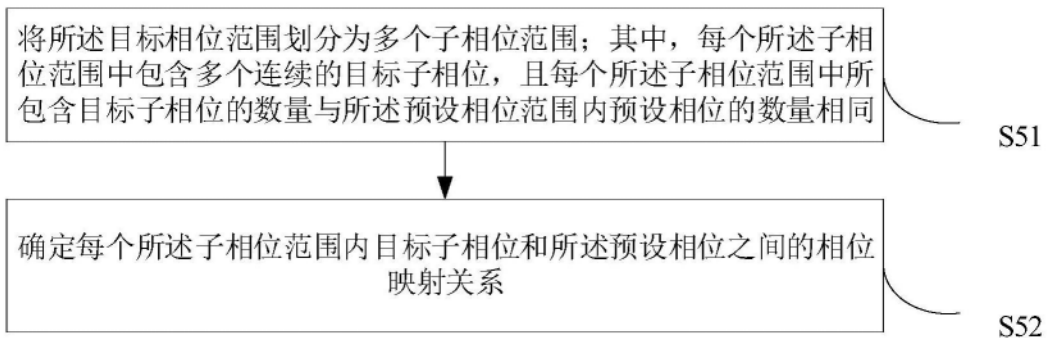 将所述目标相位范围划分为多个子相位范围；其中，每个所述子相
位范围中包含多个连续的目标子相位，且每个所述子相位范围中所
包含目标子相位的数量与所述预设相位范围内预设相位的数量相同
S51
确定每个所述子相位范围内目标子相位和所述预设相位之间的相位
映射关系
S52